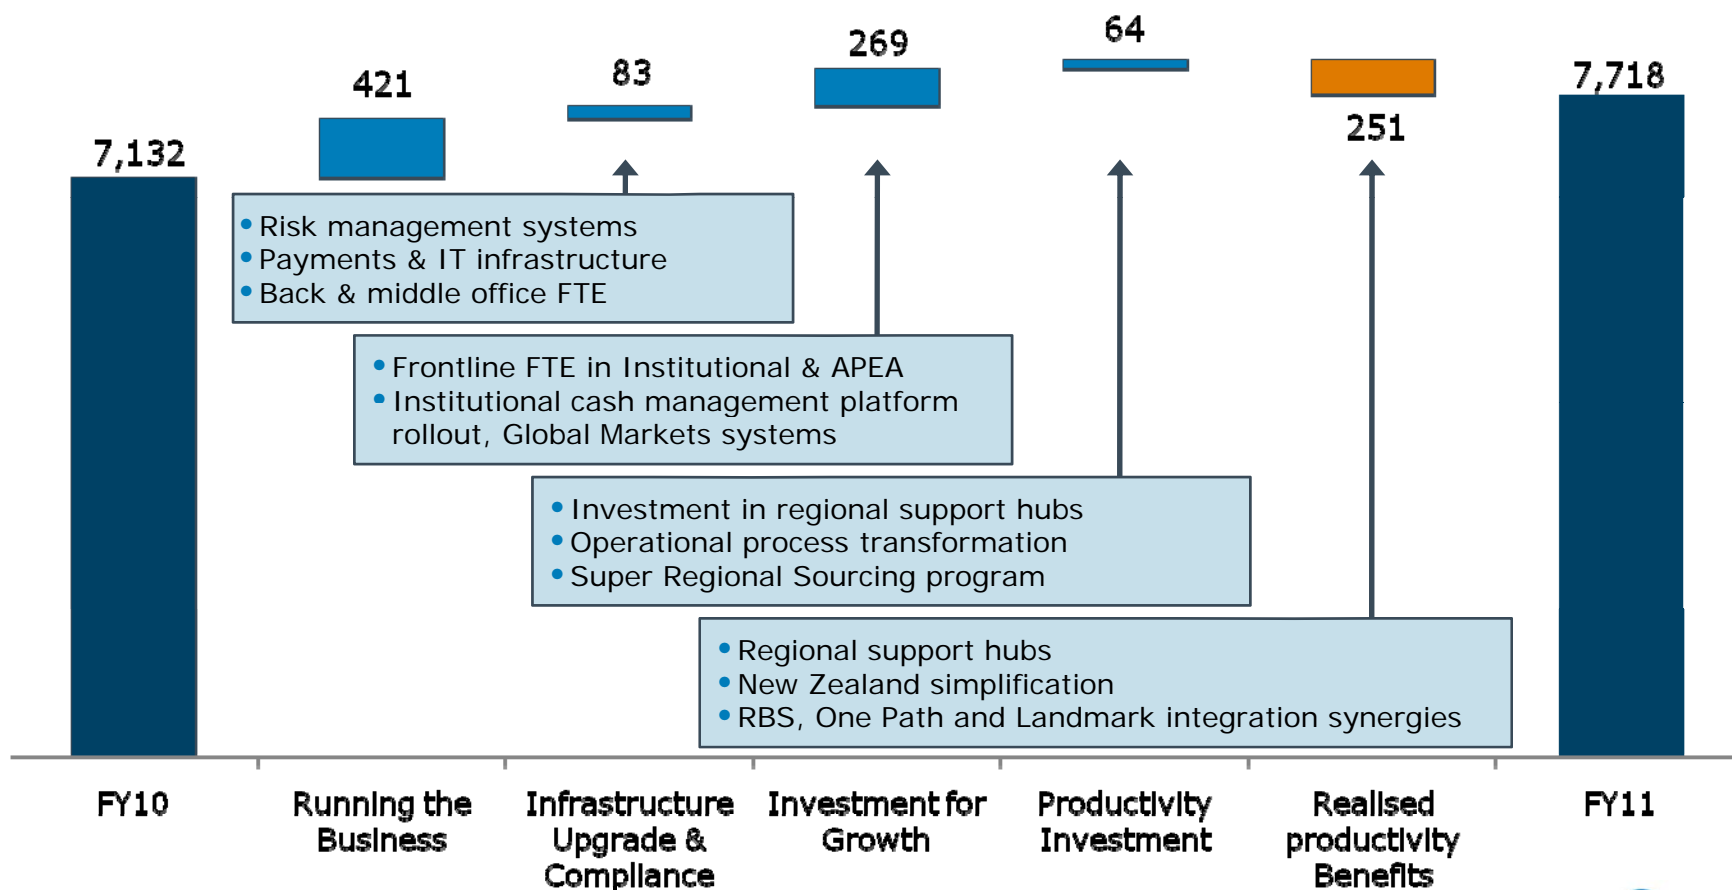 7,132
421
83
269
64
251
7,718
• Risk management systems
• Payments & IT infrastructure
• Back & middle office FTE
• Frontline FTE in Institutional & APEA
• Institutional cash management platform
rollout, Global Markets systems
• Investment in regional support hubs
• Operational process transformation
• Super Regional Sourcing program
• Regional support hubs
• New Zealand simplification
• RBS, One Path and Landmark integration synergies
FY10
Running the
Business
Infrastructure
Upgrade &
Compliance
Investment for
Growth
Productivity
Investment
Realised
productivity
Benefits
FY11